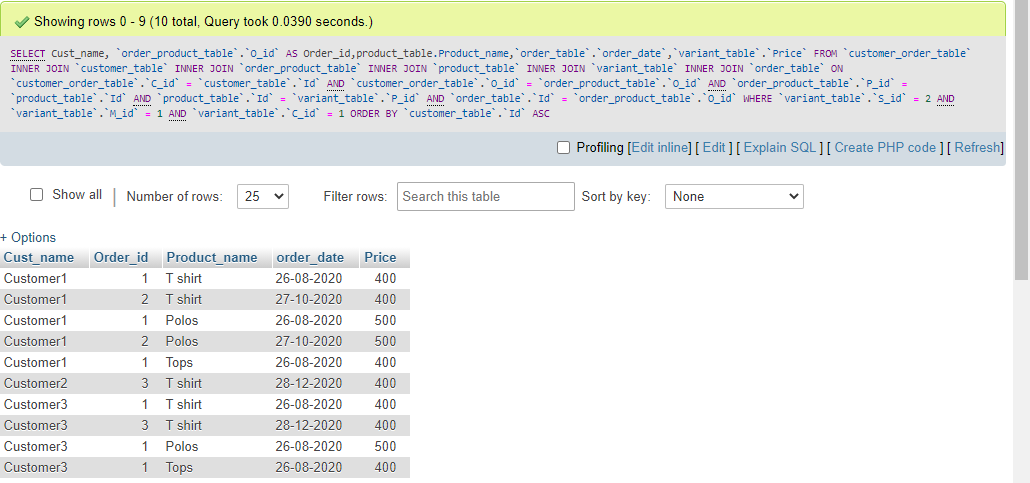 Showing rows 0 - 9 (10 total, Query took 0.0390 seconds.)
SELECT Cust_name, `order_product_table`.`O_id` AS Order_id,product_table.Product_name,`order_table`.`order_date`,`variant_table`.`Price` FROM `customer_order_table`
INNER JOIN `customer_table` INNER JOIN `order_product_table` INNER JOIN `product_table` INNER JOIN `variant_table` INNER JOIN `order_table` ON
`customer_order_table`.`C_id` = `customer_table`.`Id` AND `customer_order_table`.`O_id` = `order_product_table`.`O_id` AND `order_product_table`.`P_id` =
`product_table`.`Id` AND `product_table`.`Id` = `variant_table`.`P_id` AND `order_table`.`Id` = `order_product_table`.`O_id` WHERE `variant_table`.`S_id` = 2 AND
`variant_table`.`M_id` = 1 AND `variant_table`.`C_id` = 1 ORDER BY `customer_table`.`Id` ASC
Profiling [Edit inline] [ Edit ] [ Explain SQL ] [ Create PHP code ] [ Refresh]
Show all | Number of rows: 25 Filter rows: Search this table Sort by key: None
+ Options
Cust_name Order_id Product_name order_date Price
Customer1 1 T shirt 26-08-2020 400
Customer1 2 T shirt 27-10-2020 400
Customer1 1 Polos 26-08-2020 500
Customer1 2 Polos 27-10-2020 500
Customer1 1 Tops 26-08-2020 400
Customer2 3 T shirt 28-12-2020 400
Customer3 1 T shirt 26-08-2020 400
Customer3 3 T shirt 28-12-2020 400
Customer3 1 Polos 26-08-2020 500
Customer3 1 Tops 26-08-2020 400